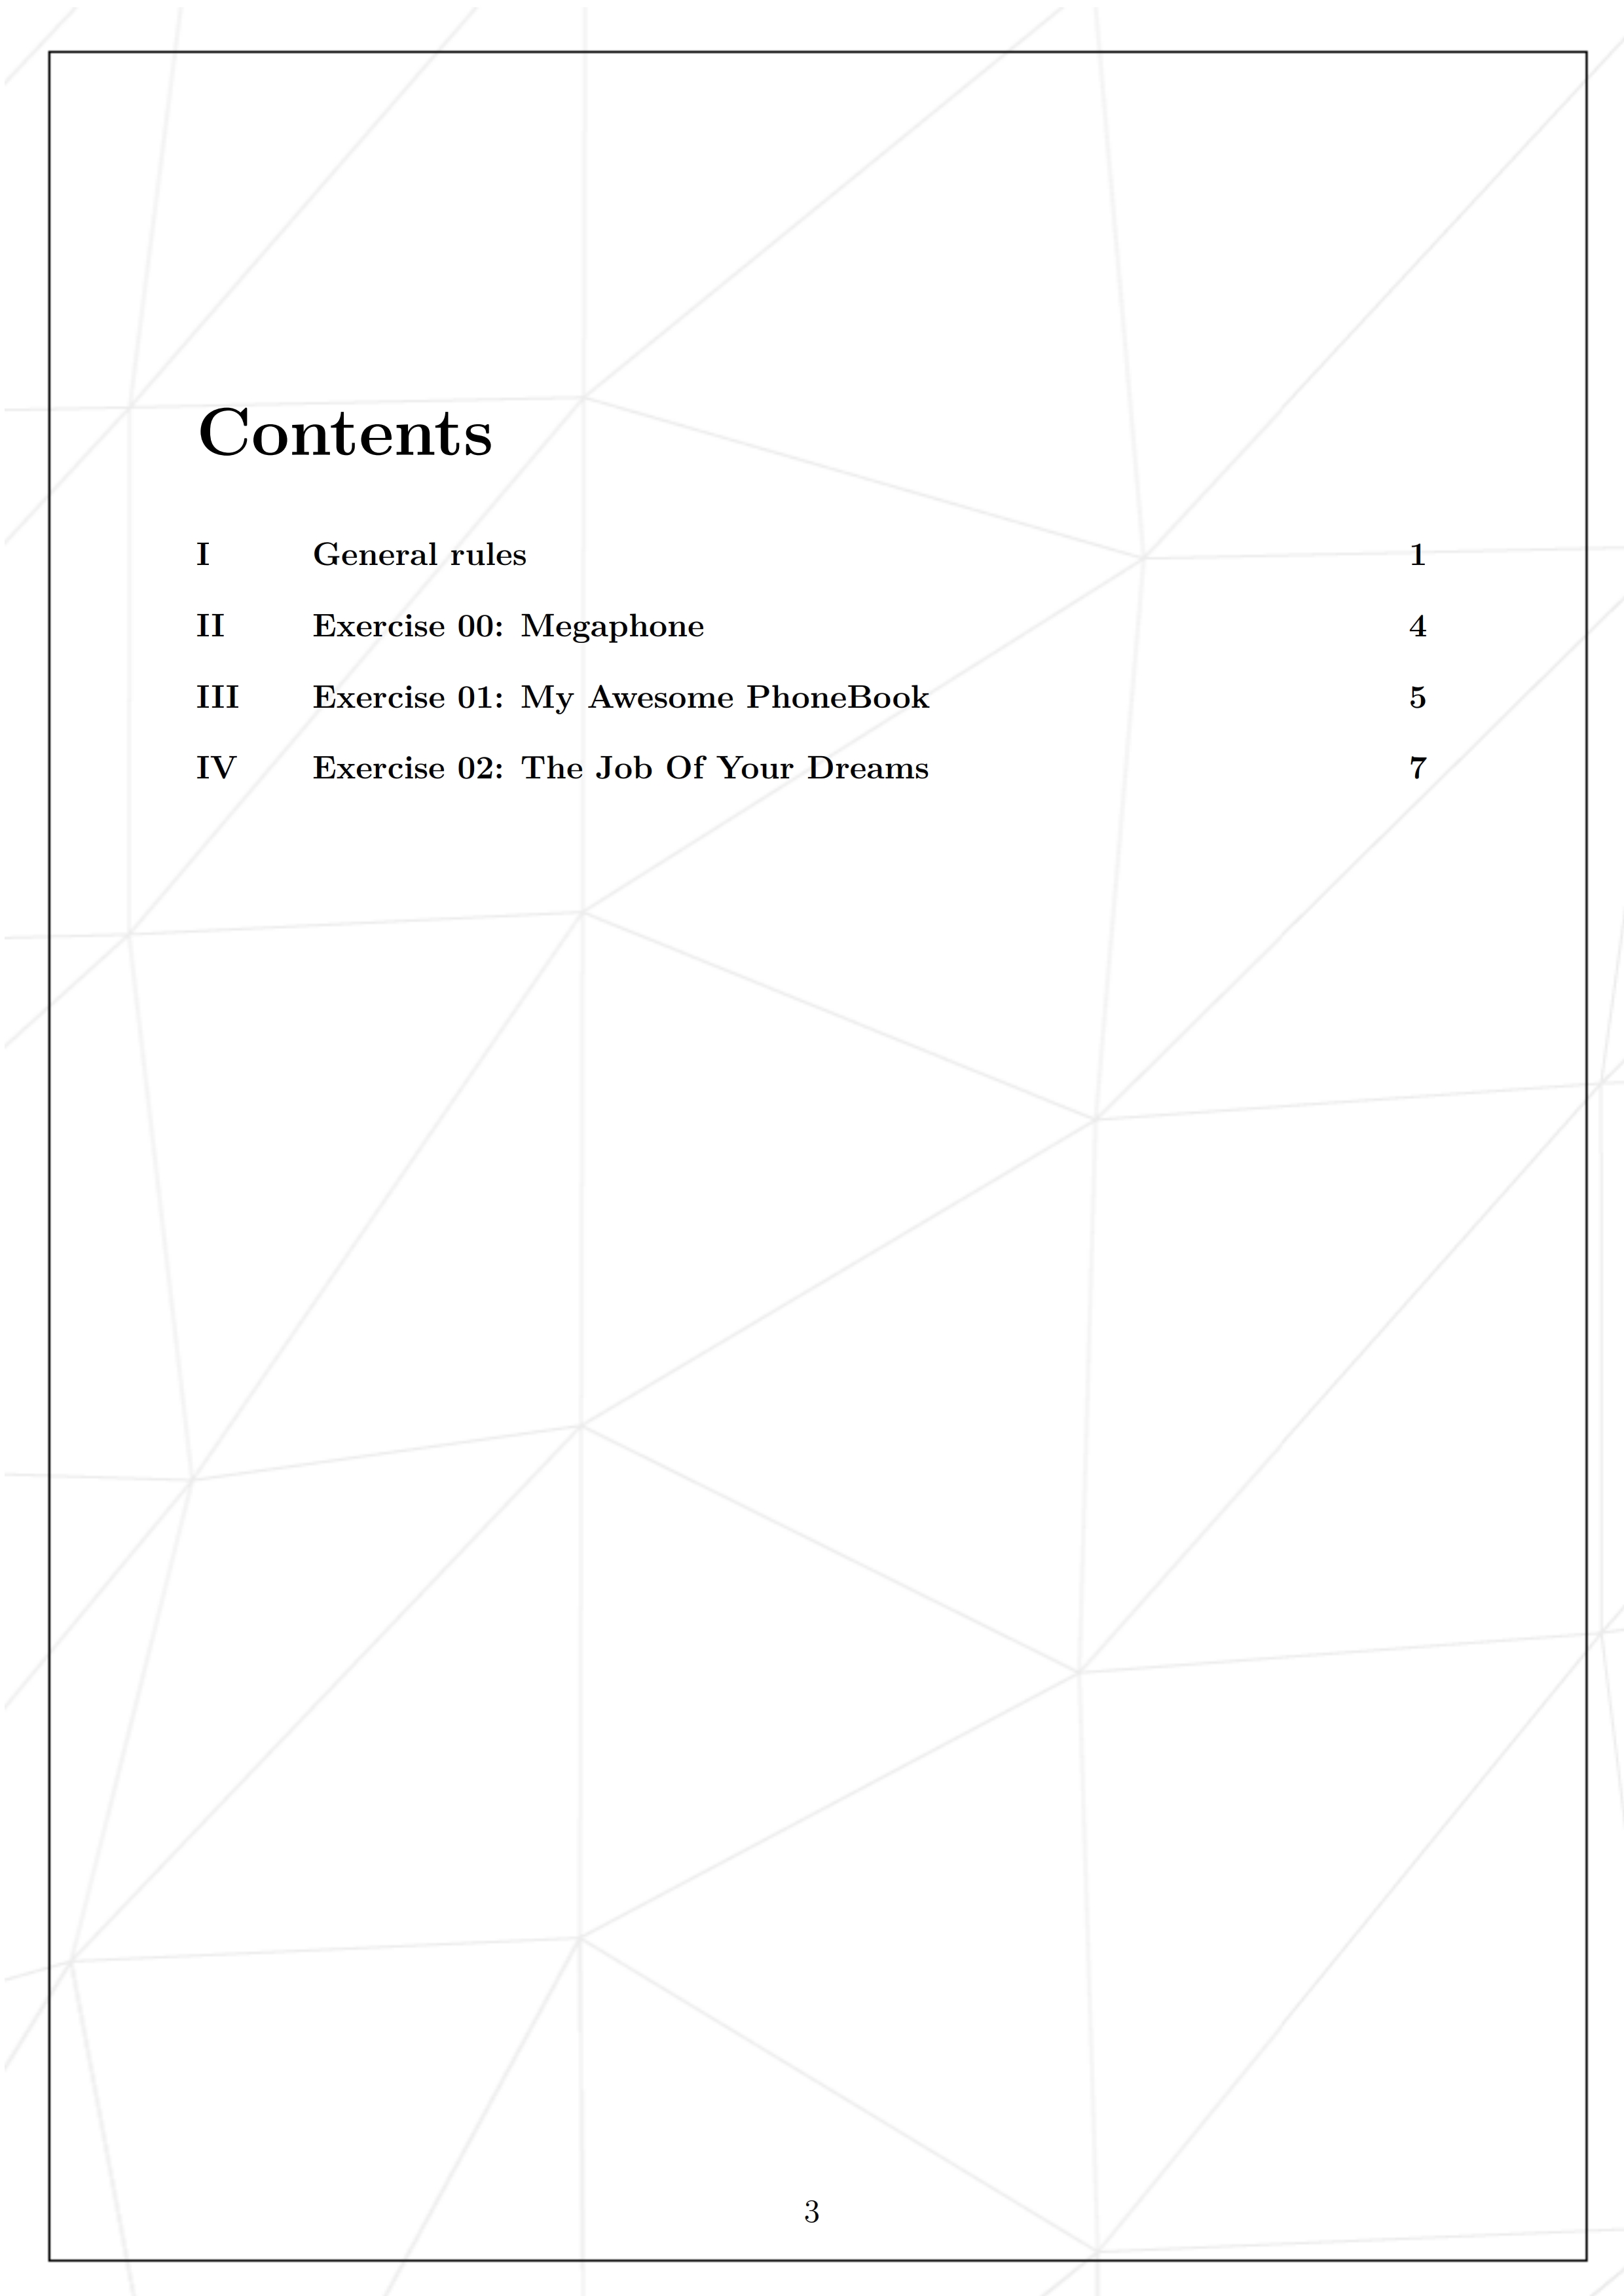 Contents
I General rules 1
II Exercise 00: Megaphone 4
III Exercise 01: My Awesome PhoneBook 5
IV Exercise 02: The Job Of Your Dreams 7
3